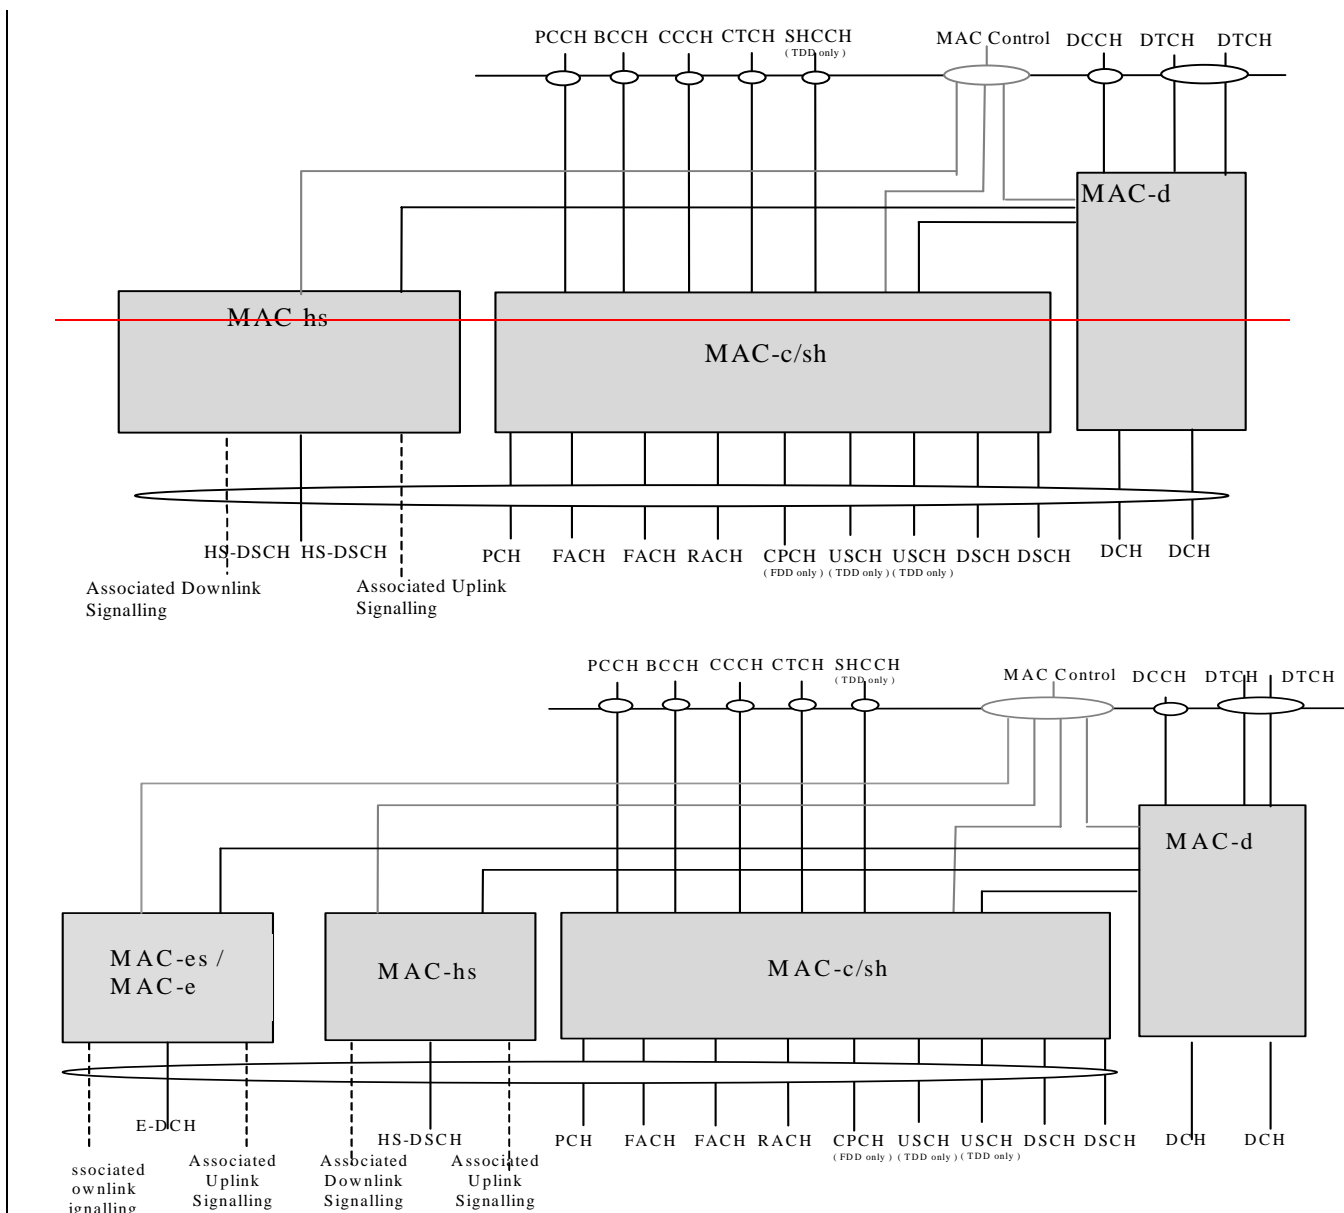 PCCH BCCH CCCH CTCH SHCCH MAC Control DCCH DTCH DTCH
( TDD only )
MAC-d
MAC-hs
MAC-c/sh
HS-DSCH HS-DSCH PCH FACH FACH RACH CPCH USCH USCH DSCH DSCH DCH DCH
( FDD only ) ( TDD only ) ( TDD only )
Associated Downlink
Signalling
Associated Uplink
Signalling
PCCH BCCH CCCH CTCH SHCCH MAC Control DCCH DTCH DTCH
( TDD only )
MAC-d
MAC-es /
MAC-e
MAC-hs
MAC-c/sh
E-DCH HS-DSCH PCH FACH FACH RACH CPCH USCH USCH DSCH DSCH DCH DCH
( FDD only ) ( TDD only ) ( TDD only )
ssociated
ownlink
ignalling
Associated
Uplink
Signalling
Associated
Downlink
Signalling
Associated
Uplink
Signalling